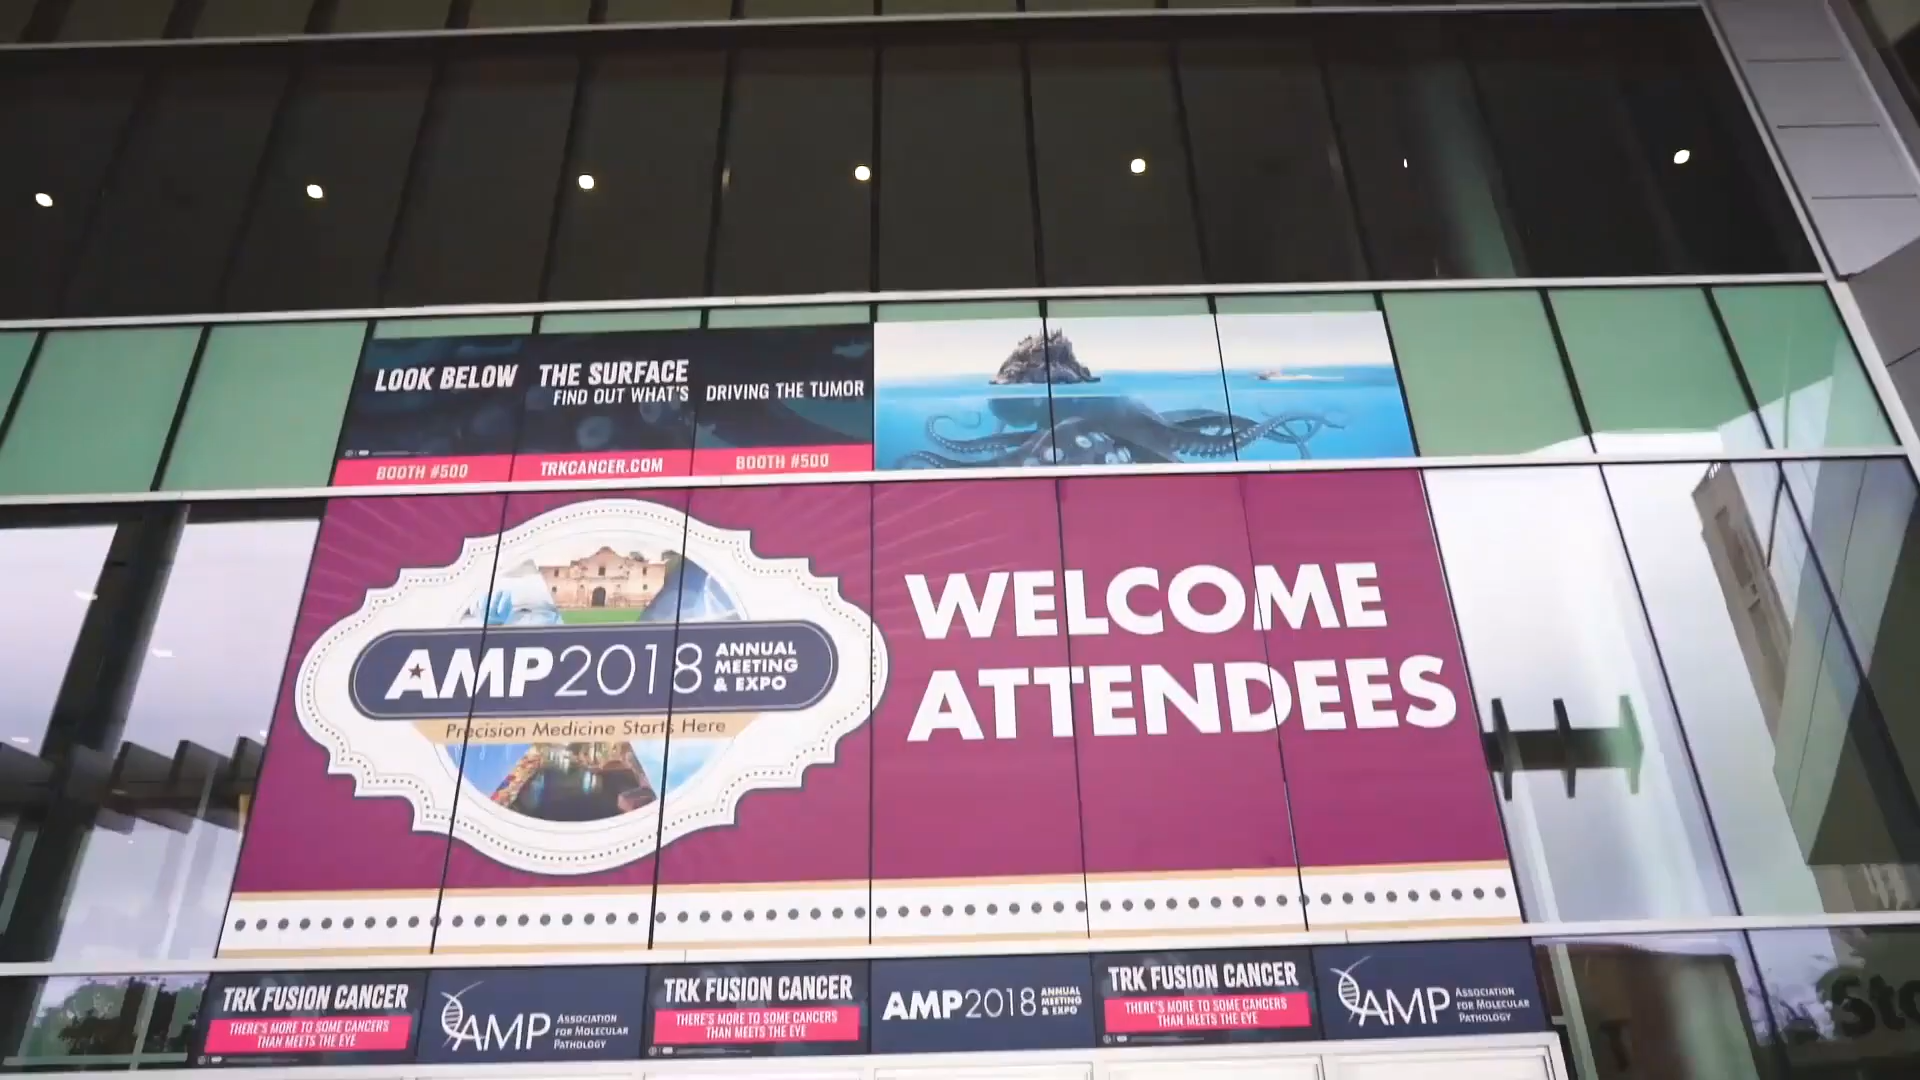 LOOK BELOW
THE SURFACE
FIND OUT WHAT'S
DRIVING THE TUMOR
BOOTH #500
TRKCANCER.COM
BOOTH #500
AMP2018
ANNUAL
MEETING
& EXPO
Precision Medicine Starts Here
WELCOME
ATTENDEES
TRK FUSION CANCER
THERE'S MORE TO SOME CANCERS
THAN MEETS THE EYE
AMP
ASSOCIATION
FOR MOLECULAR
PATHOLOGY
TRK FUSION CANCER
THERE'S MORE TO SOME CANCERS
THAN MEETS THE EYE
AMP2018
ANNUAL
MEETING
& EXPO
TRK FUSION CANCER
THERE'S MORE TO SOME CANCERS
THAN MEETS THE EYE
AMP
ASSOCIATION
FOR MOLECULAR
PATHOLOGY